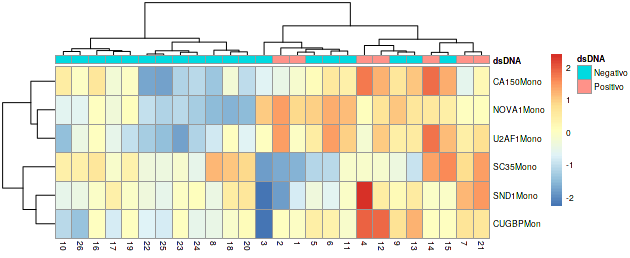 dsDNA
CA150Mono
NOVA1Mono
U2AF1Mono
SC35Mono
SND1Mono
CUGBPMon
10 26 16 17 19 22 25 23 24 8 18 20 3 2 1 5 6 11 4 12 9 13 14 15 7 21
2
1
0
-1
-2
dsDNA
Negativo
Positivo